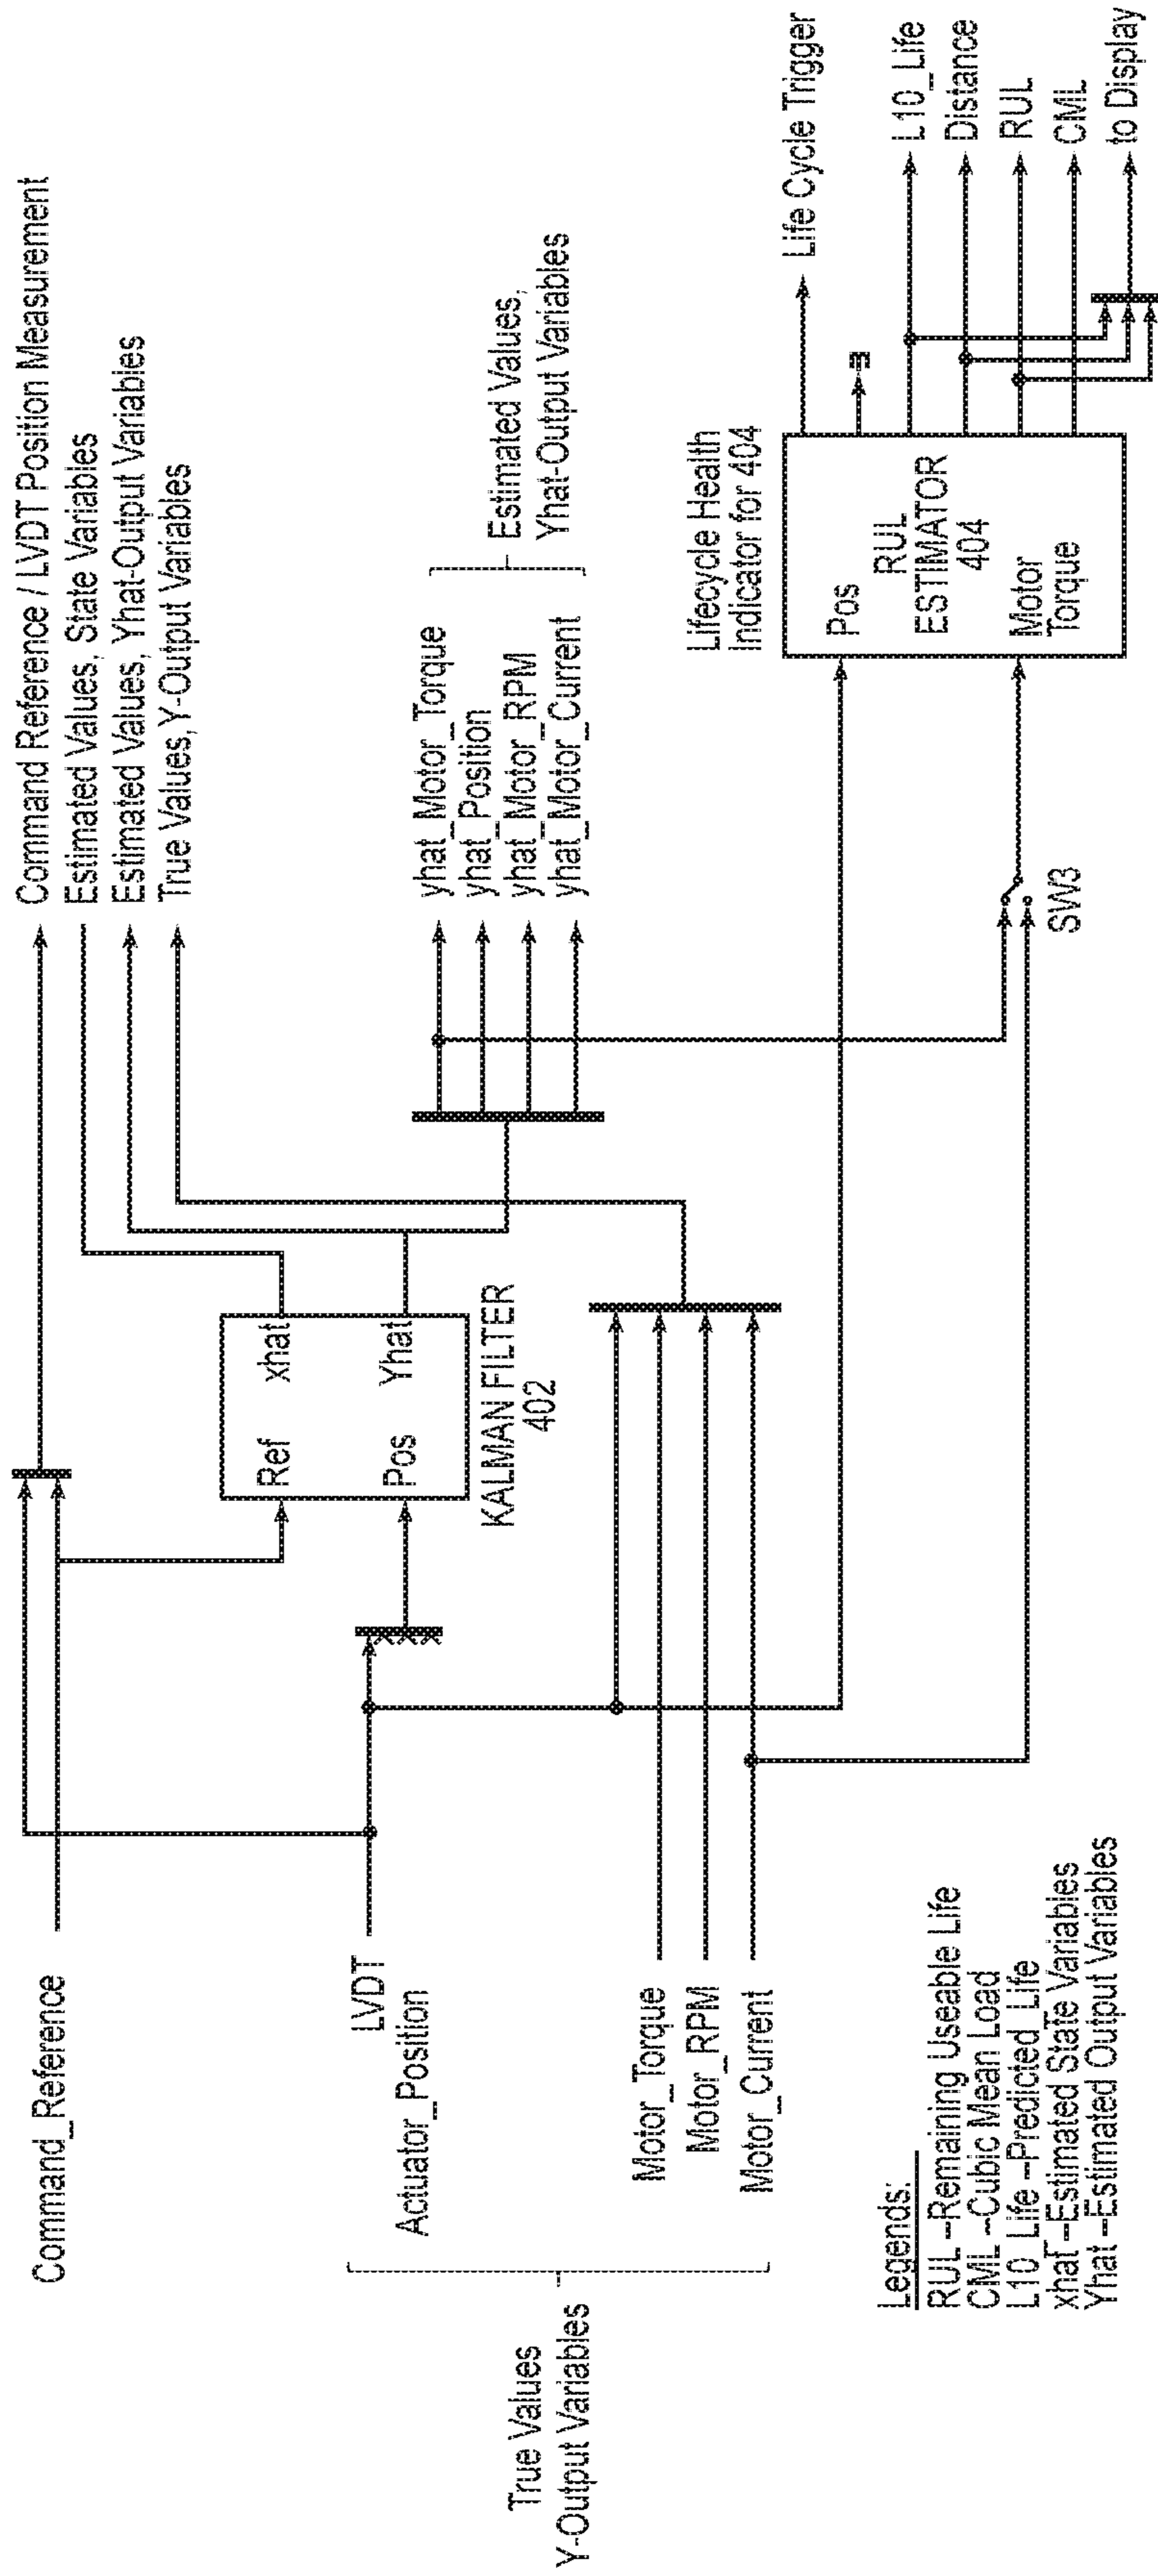 Command_Reference
LVDT
Actuator_Position
Motor_Torque
Motor_RPM
Motor_Current
True Values
Y-Output Variables
Ref
xhat
Pos
Yhat
KALMAN FILTER
402
Command Reference / LVDT Position Measurement
Estimated Values, State Variables
Estimated Values, Yhat-Output Variables
True Values,Y-Output Variables
yhat_Motor_Torque
yhat_Position
yhat_Motor_RPM
yhat_Motor_Current
Estimated Values,
Yhat-Output Variables
SW3
Lifecycle Health
Indicator for 404
Pos
RUL
ESTIMATOR
404
Motor
Torque
Life Cycle Trigger
L10_Life
Distance
RUL
CML
to Display
Legends:
RUL –Remaining Useable Life
CML –Cubic Mean Load
L10_Life –Predicted_Life
xhat –Estimated State Variables
Yhat –Estimated Output Variables